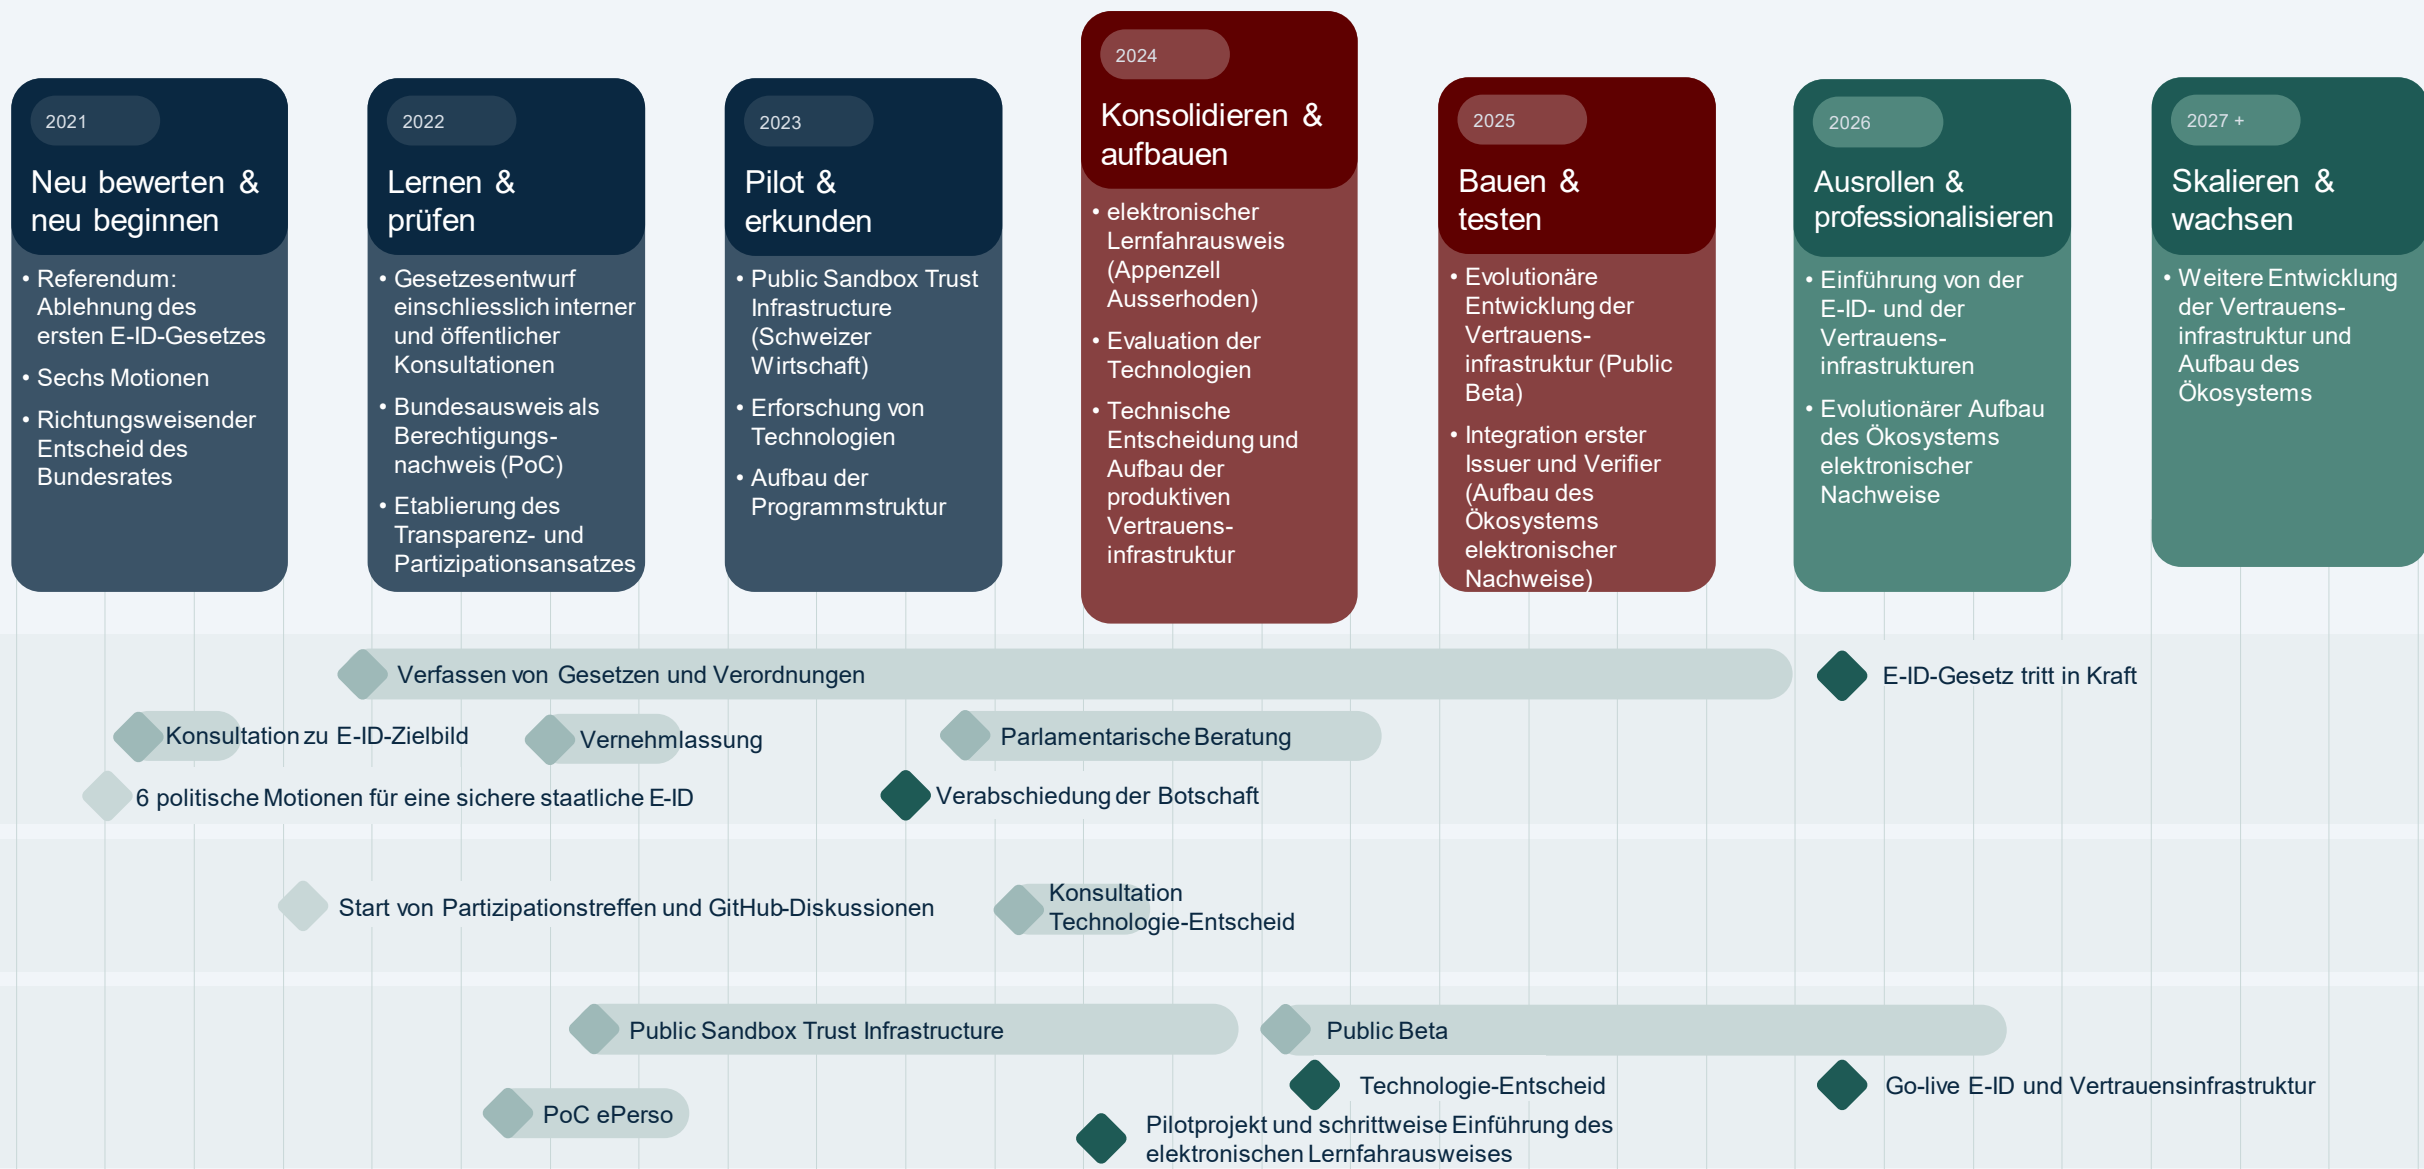 2021
Neu bewerten &
neu beginnen
• Referendum:
Ablehnung des
ersten E-ID-Gesetzes
• Sechs Motionen
• Richtungsweisender
Entscheid des
Bundesrates
2022
Lernen &
prüfen
• Gesetzesentwurf
einschliesslich interner
und öffentlicher
Konsultationen
• Bundesausweis als
Berechtigungs-
nachweis (PoC)
• Etablierung des
Transparenz- und
Partizipationsansatzes
2023
Pilot &
erkunden
• Public Sandbox Trust
Infrastructure
(Schweizer
Wirtschaft)
• Erforschung von
Technologien
• Aufbau der
Programmstruktur
2024
Konsolidieren &
aufbauen
• elektronischer
Lernfahrausweis
(Appenzell
Ausserhoden)
• Evaluation der
Technologien
• Technische
Entscheidung und
Aufbau der
produktiven
Vertrauens-
infrastruktur
2025
Bauen &
testen
• Evolutionäre
Entwicklung der
Vertrauens-
infrastruktur (Public
Beta)
• Integration erster
Issuer und Verifier
(Aufbau des
Ökosystems
elektronischer
Nachweise)
2026
Ausrollen &
professionalisieren
• Einführung von der
E-ID- und der
Vertrauens-
infrastrukturen
• Evolutionärer Aufbau
des Ökosystems
elektronischer
Nachweise
2027 +
Skalieren &
wachsen
• Weitere Entwicklung
der Vertrauens-
infrastruktur und
Aufbau des
Ökosystems
Verfassen von Gesetzen und Verordnungen
E-ID-Gesetz tritt in Kraft
Konsultation zu E-ID-Zielbild
Vernehmlassung
Parlamentarische Beratung
6 politische Motionen für eine sichere staatliche E-ID
Verabschiedung der Botschaft
Start von Partizipationstreffen und GitHub-Diskussionen
Konsultation
Technologie-Entscheid
Public Sandbox Trust Infrastructure
Public Beta
Technologie-Entscheid
Go-live E-ID und Vertrauensinfrastruktur
PoC ePerso
Pilotprojekt und schrittweise Einführung des
elektronischen Lernfahrausweises